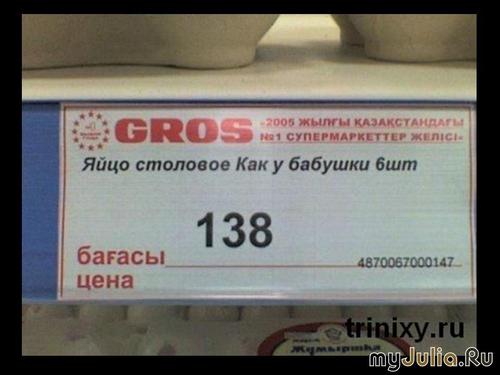 GROS
«2005 ЖЫЛҒЫ ҚАЗАҚСТАНДАҒЫ
№1 СУПЕРМАРКЕТТЕР ЖЕЛІСІ»
Яйцо столовое Как у бабушки 6шт
138
бағасы
цена
4870067000147
Жұмыртқа
trinixy.ru
myJulia.Ru